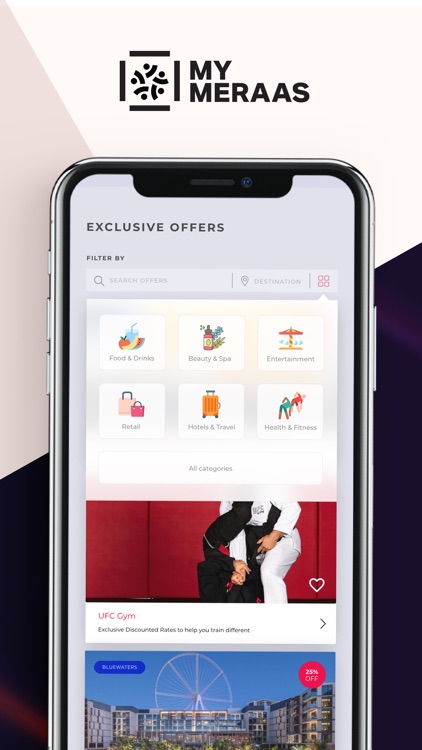 MY
MERAAS
EXCLUSIVE OFFERS
FILTER BY
SEARCH OFFERS
DESTINATION
Food & Drinks
Beauty & Spa
Entertainment
Retail
Hotels & Travel
Health & Fitness
All categories
UFC Gym
Exclusive Discounted Rates to help you train different
BLUEWATERS
25%
OFF